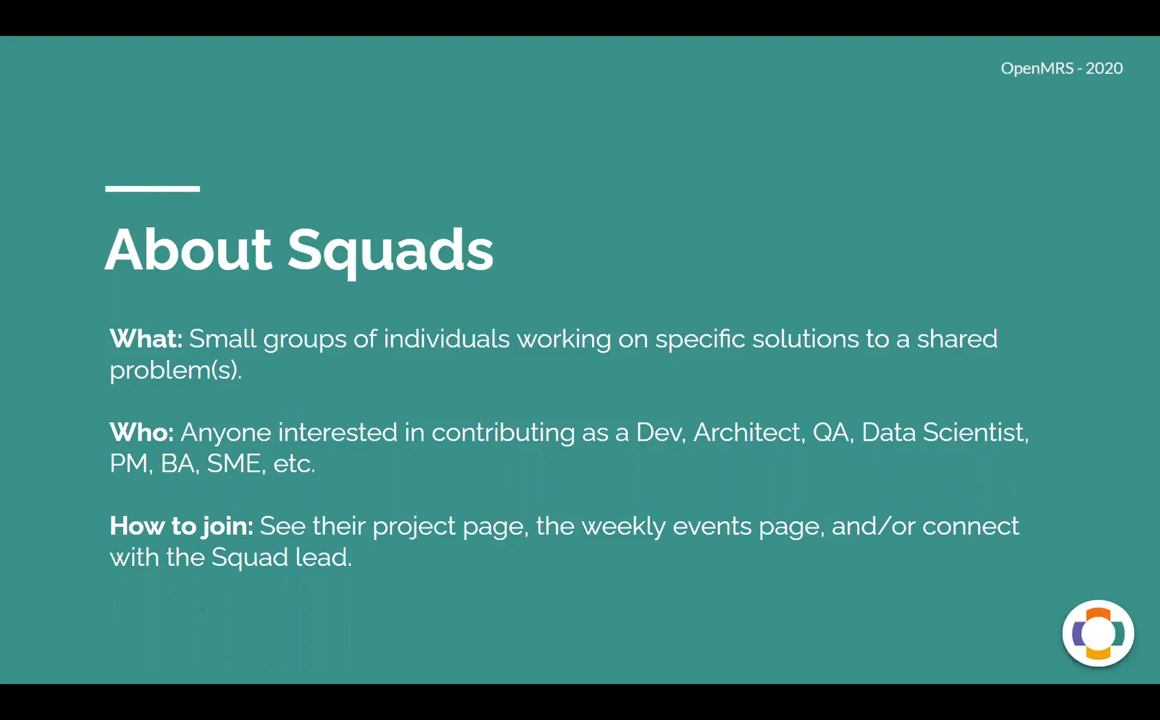 OpenMRS - 2020
About Squads
What: Small groups of individuals working on specific solutions to a shared
problem(s).
Who: Anyone interested in contributing as a Dev, Architect, QA, Data Scientist,
PM, BA, SME, etc.
How to join: See their project page, the weekly events page, and/or connect
with the Squad lead.